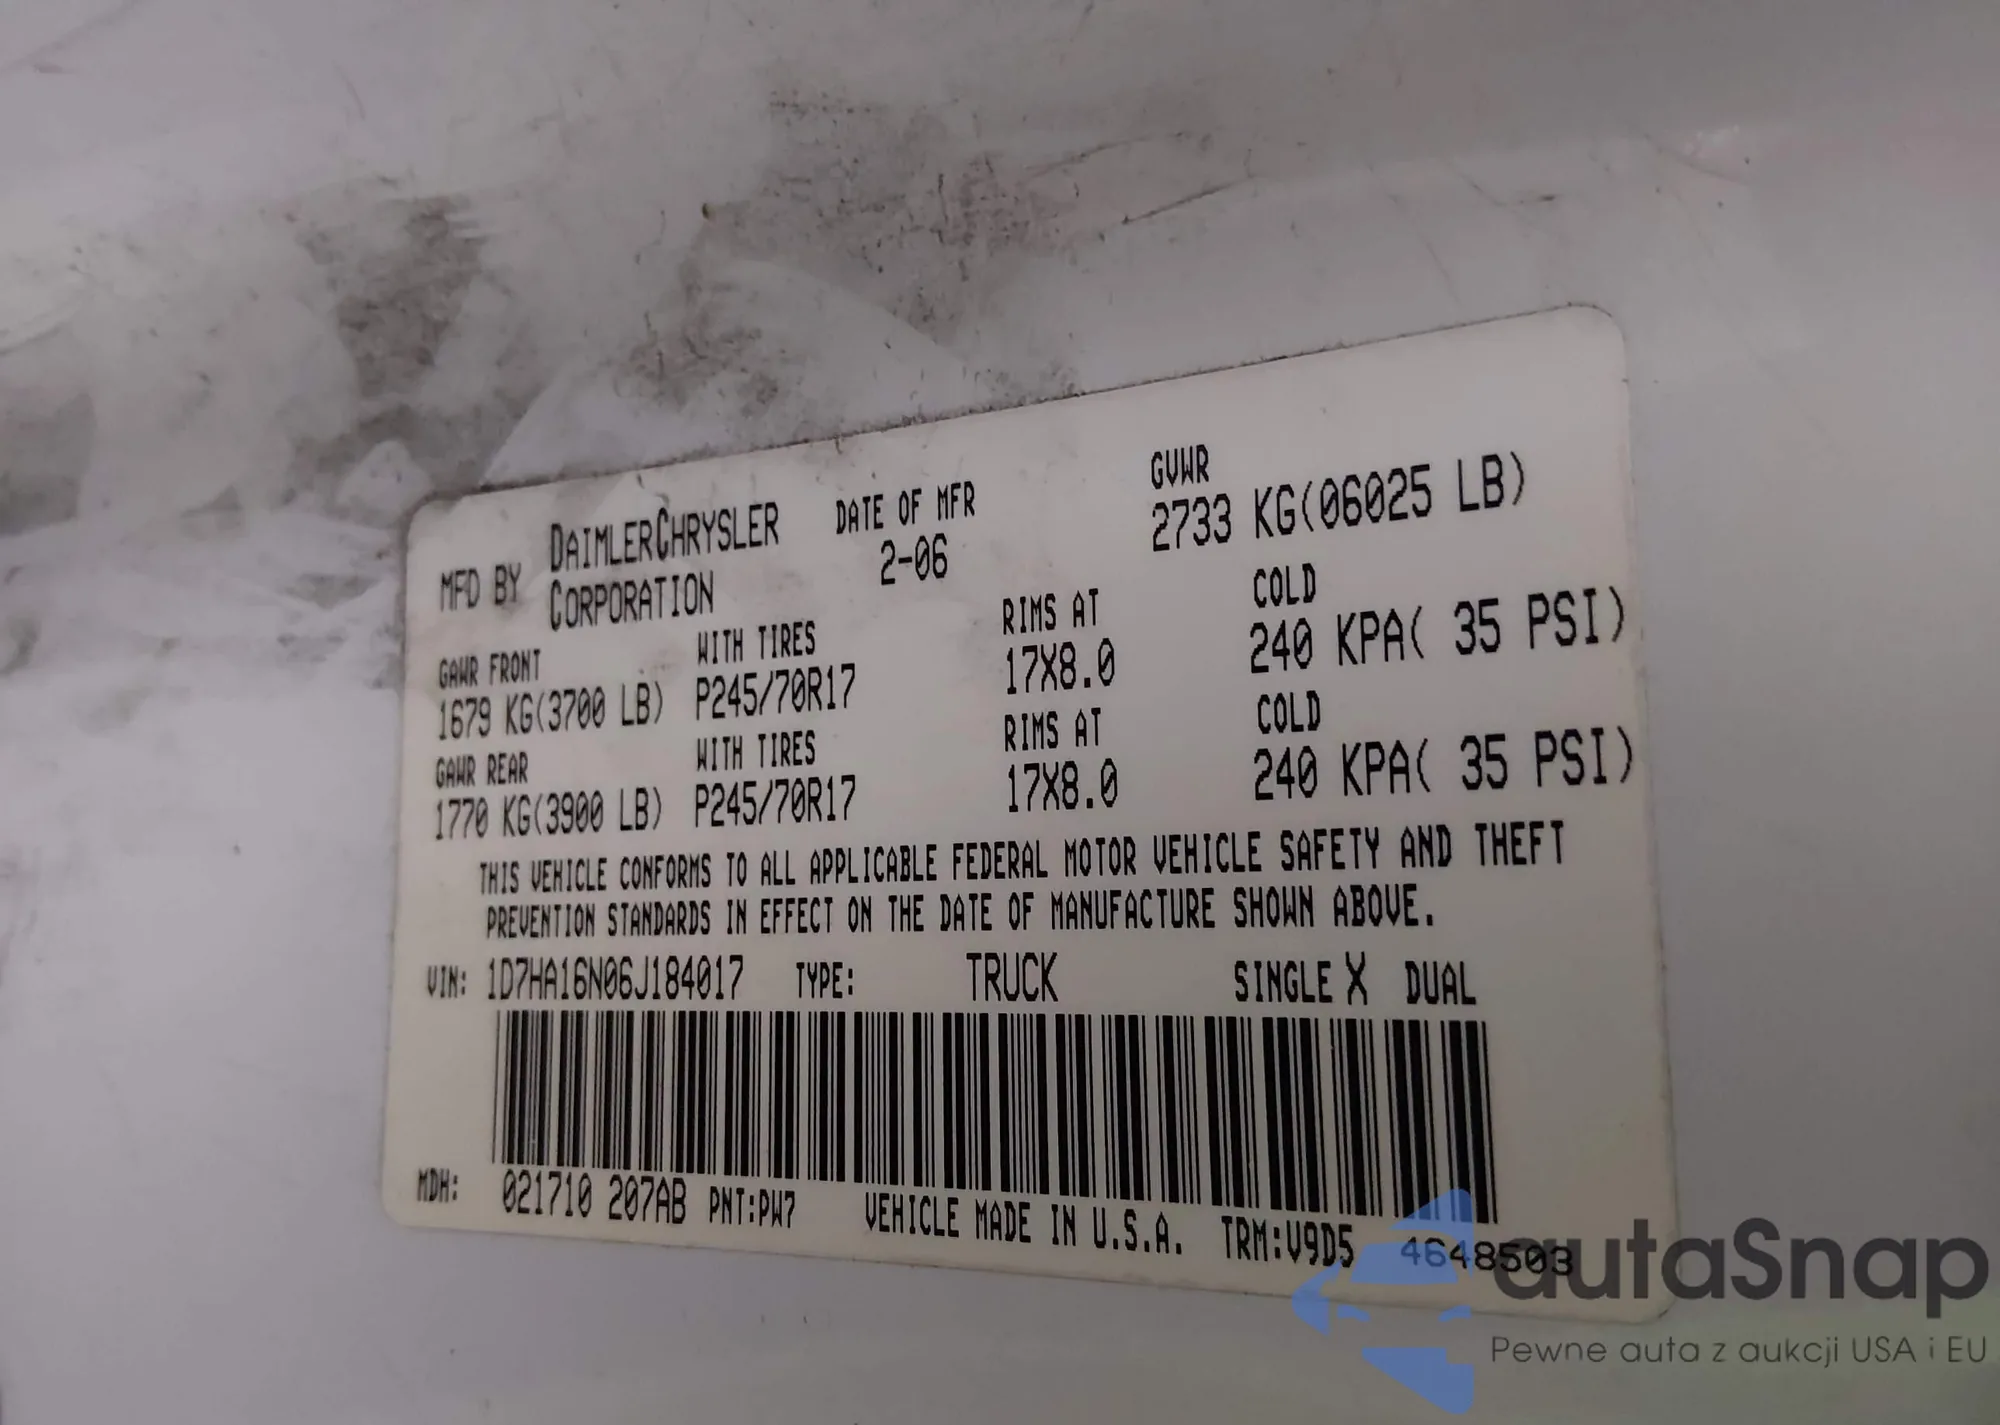 MFD BY DAIMLERCHRYSLER CORPORATION
DATE OF MFR
2-06
GVWR
2733 KG(06025 LB)
GAWR FRONT WITH TIRES RIMS AT COLD
1679 KG(3700 LB) P245/70R17 17X8.0 240 KPA( 35 PSI)
GAWR REAR WITH TIRES RIMS AT COLD
1770 KG(3900 LB) P245/70R17 17X8.0 240 KPA( 35 PSI)
THIS VEHICLE CONFORMS TO ALL APPLICABLE FEDERAL MOTOR VEHICLE SAFETY AND THEFT
PREVENTION STANDARDS IN EFFECT ON THE DATE OF MANUFACTURE SHOWN ABOVE.
VIN: 1D7HA16N06J184017 TYPE: TRUCK SINGLE X DUAL
MDH: 021710 207AB PNT:PW7 VEHICLE MADE IN U.S.A. TRM:V9D5 4648503
autaSnap
Pewne auta z aukcji USA i EU